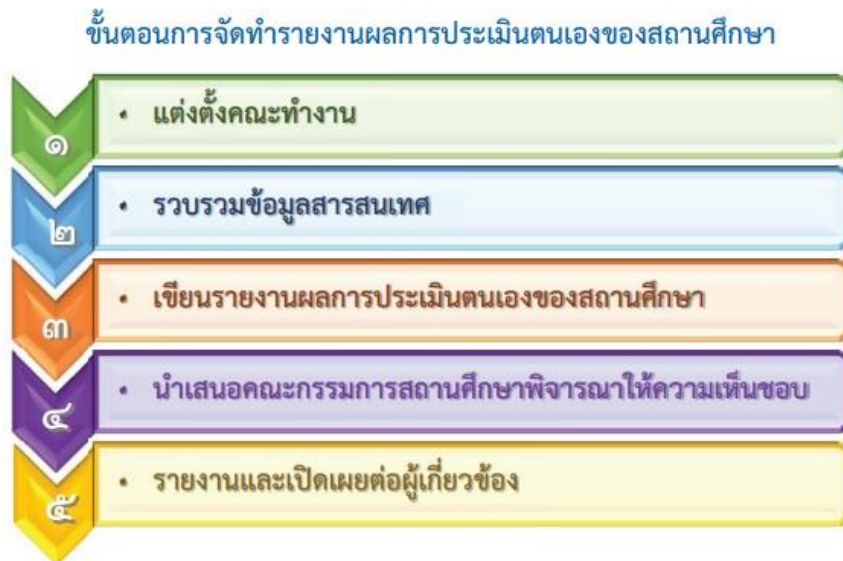 ขั้นตอนการจัดทำรายงานผลการประเมินตนเองของสถานศึกษา
๑
• แต่งตั้งคณะทำงาน
๒
• รวบรวมข้อมูลสารสนเทศ
๓
• เขียนรายงานผลการประเมินตนเองของสถานศึกษา
๔
• นำเสนอคณะกรรมการสถานศึกษาพิจารณาให้ความเห็นชอบ
๕
• รายงานและเปิดเผยต่อผู้เกี่ยวข้อง